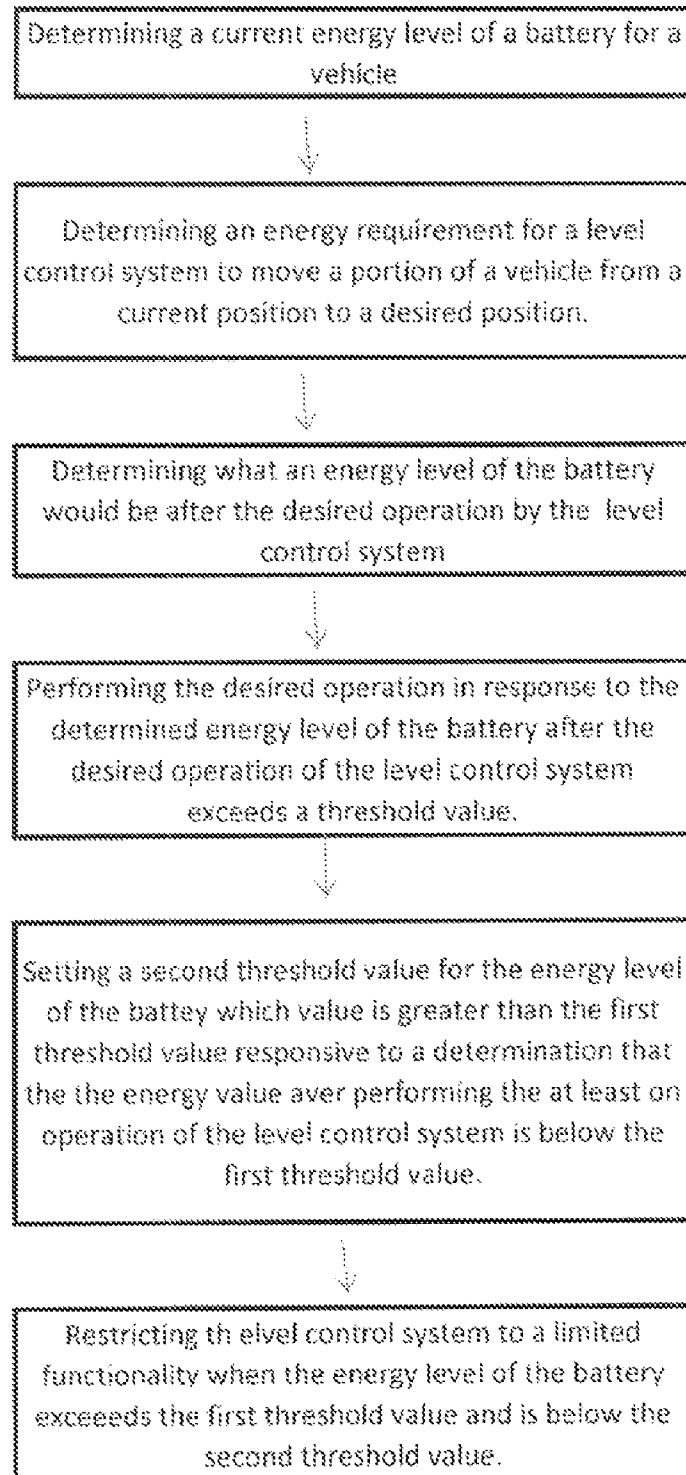 Determining a current energy level of a battery for a
vehicle
Determining an energy requirement for a level
control system to move a portion of a vehicle from a
current position to a desired position.
Determining what an energy level of the battery
would be after the desired operation by the level
control system
Performing the desired operation in response to the
determined energy level of the battery after the
desired operation of the level control system
exceeds a threshold value.
Setting a second threshold value for the energy level
of the battey which value is greater than the first
threshold value responsive to a determination that
the the energy value aver performing the at least on
operation of the level control system is below the
first threshold value.
Restricting th elvel control system to a limited
functionality when the energy level of the battery
exceeeds the first threshold value and is below the
second threshold value.